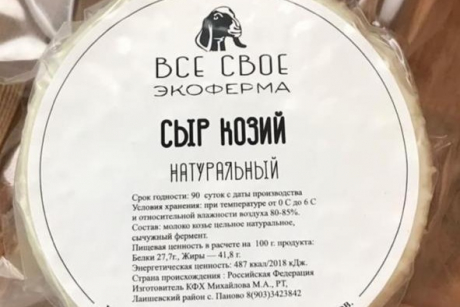 ВСЕ СВОЕ
ЭКОФЕРМА
СЫР КОЗИЙ
НАТУРАЛЬНЫЙ
Срок годности: 90 суток с даты производства
Условия хранения: при температуре от 0 С до 6 С
и относительной влажности воздуха 80-85%.
Состав: молоко козье цельное натуральное,
сычужный фермент.
Пищевая ценность в расчете на 100 г. продукта:
Белки 27,7г., Жиры — 41,8 г.
Энергетическая ценность: 487 ккал/2018 кДж.
Страна происхождения : Российская Федерация
Изготовитель КФХ Михайлова М.А., РТ,
Лаишевский район с. Паново 8(903)3423842